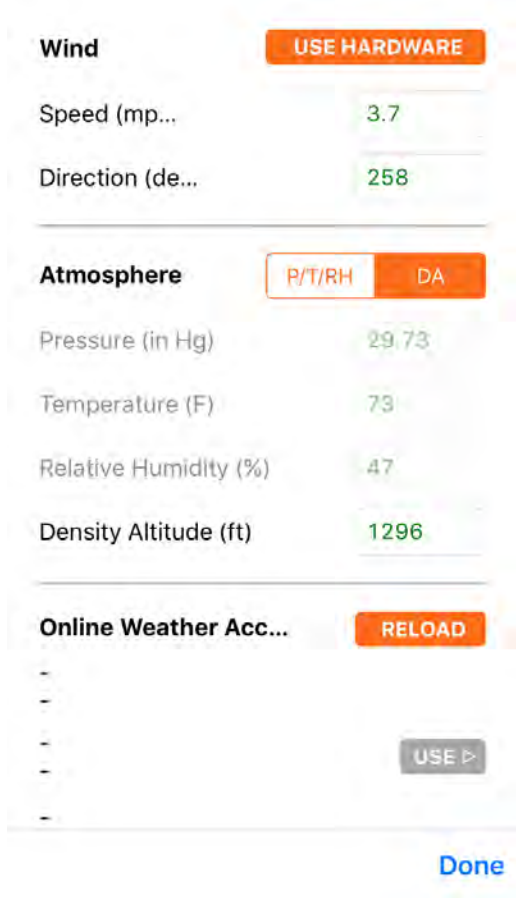 Wind USE HARDWARE
Speed (mp... 3.7
Direction (de... 258
Atmosphere P/T/RH DA
Pressure (in Hg) 29.73
Temperature (F) 73
Relative Humidity (%) 47
Density Altitude (ft) 1296
Online Weather Acc... RELOAD
-
-
-
USE ▷
-
-
Done